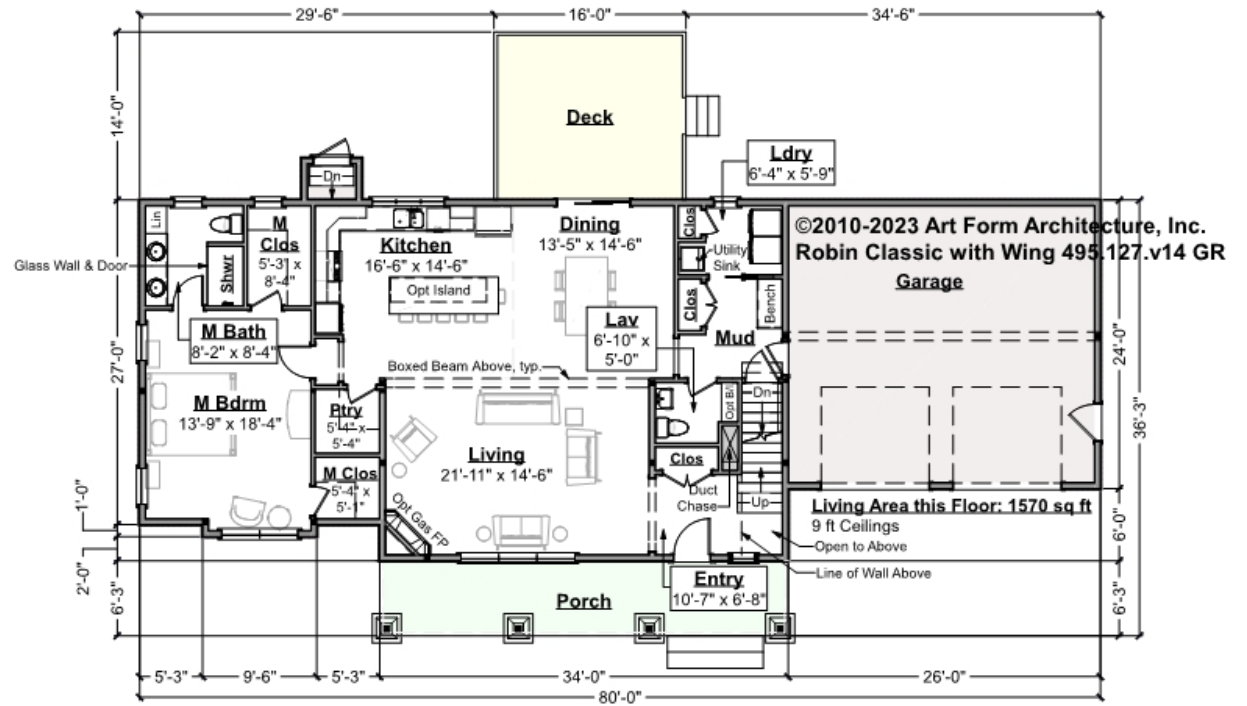 29'-6"
16'-0"
34'-6"
14'-0"
Deck
Ldry
6'-4" x 5'-9"
Dn
Lin
M
Clos
5'-3" x
8'-4"
Kitchen
16'-6" x 14'-6"
Dining
13'-5" x 14'-6"
Clos
Utility
Sink
©2010-2023 Art Form Architecture, Inc.
Robin Classic with Wing 495.127.v14 GR
Garage
Glass Wall & Door
Shwr
Opt Island
Clos
Bench
Lav
6'-10" x
5'-0"
Mud
M Bath
8'-2" x 8'-4"
Boxed Beam Above, typ.
27'-0"
24'-0"
36'-3"
M Bdrm
13'-9" x 18'-4"
Ptry
5'-4" x
5'-4"
Dn
Living
21'-11" x 14'-6"
Clos
M Clos
5'-4" x
5'-1"
Duct
Chase
Up
Opt Gas FP
Living Area this Floor: 1570 sq ft
9 ft Ceilings
Open to Above
Line of Wall Above
1'-0"
2'-0"
6'-3"
6'-0"
6'-3"
Entry
10'-7" x 6'-8"
Porch
5'-3"
9'-6"
5'-3"
34'-0"
26'-0"
80'-0"